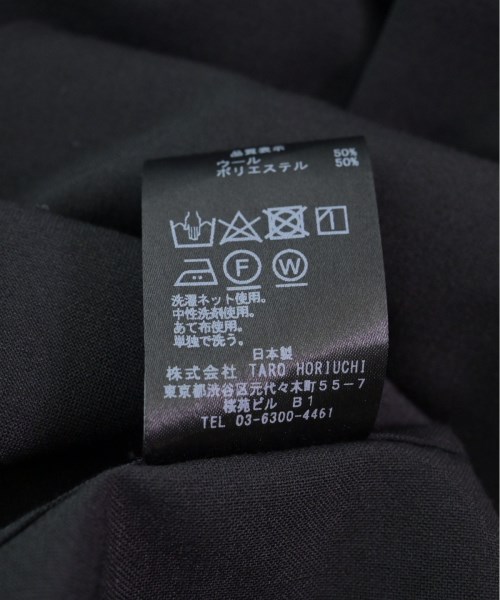 品質表示
ウール 50%
ポリエステル 50%
F W
洗濯ネット使用。
中性洗剤使用。
あて布使用。
単独で洗う。
日本製
株式会社 TARO HORIUCHI
東京都渋谷区元代々木町55-7
桜苑ビル B1
TEL 03-6300-4461